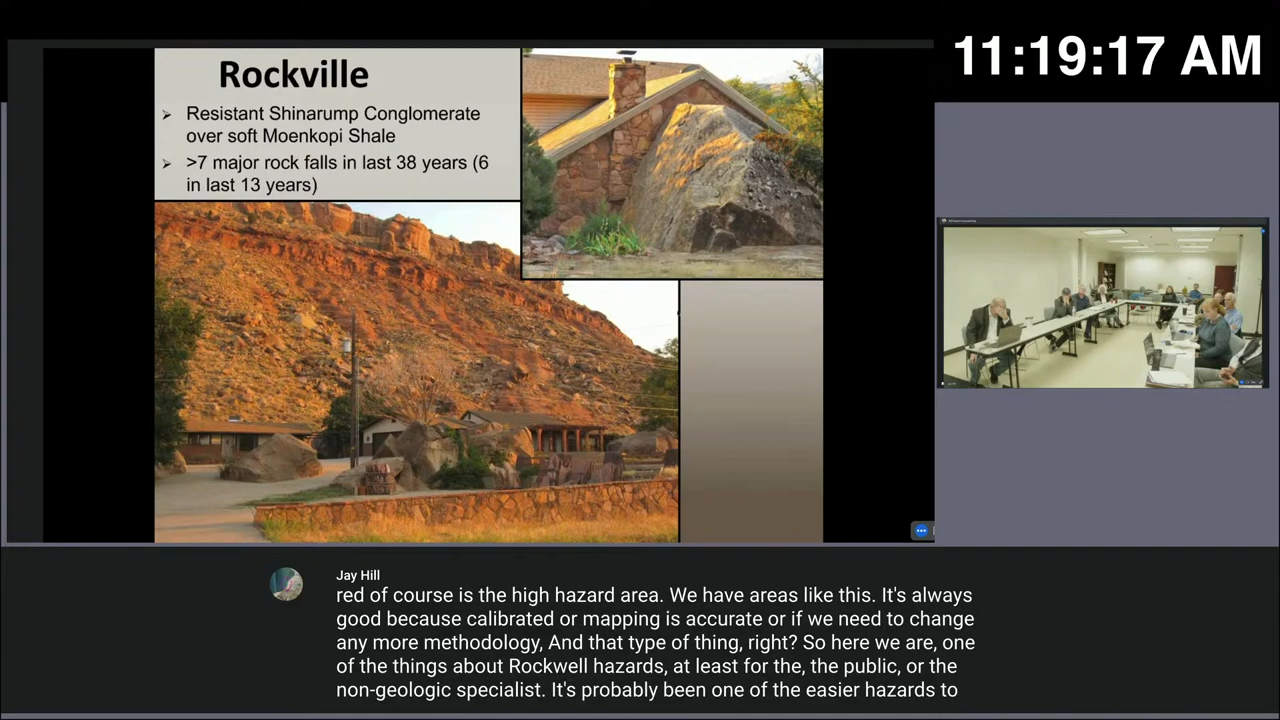 11:19:17 AM
Rockville
➢ Resistant Shinarump Conglomerate
over soft Moenkopi Shale
➢ >7 major rock falls in last 38 years (6
in last 13 years)
Jay Hill
red of course is the high hazard area. We have areas like this. It's always
good because calibrated or mapping is accurate or if we need to change
any more methodology, And that type of thing, right? So here we are, one
of the things about Rockwell hazards, at least for the, the public, or the
non-geologic specialist. It's probably been one of the easier hazards to